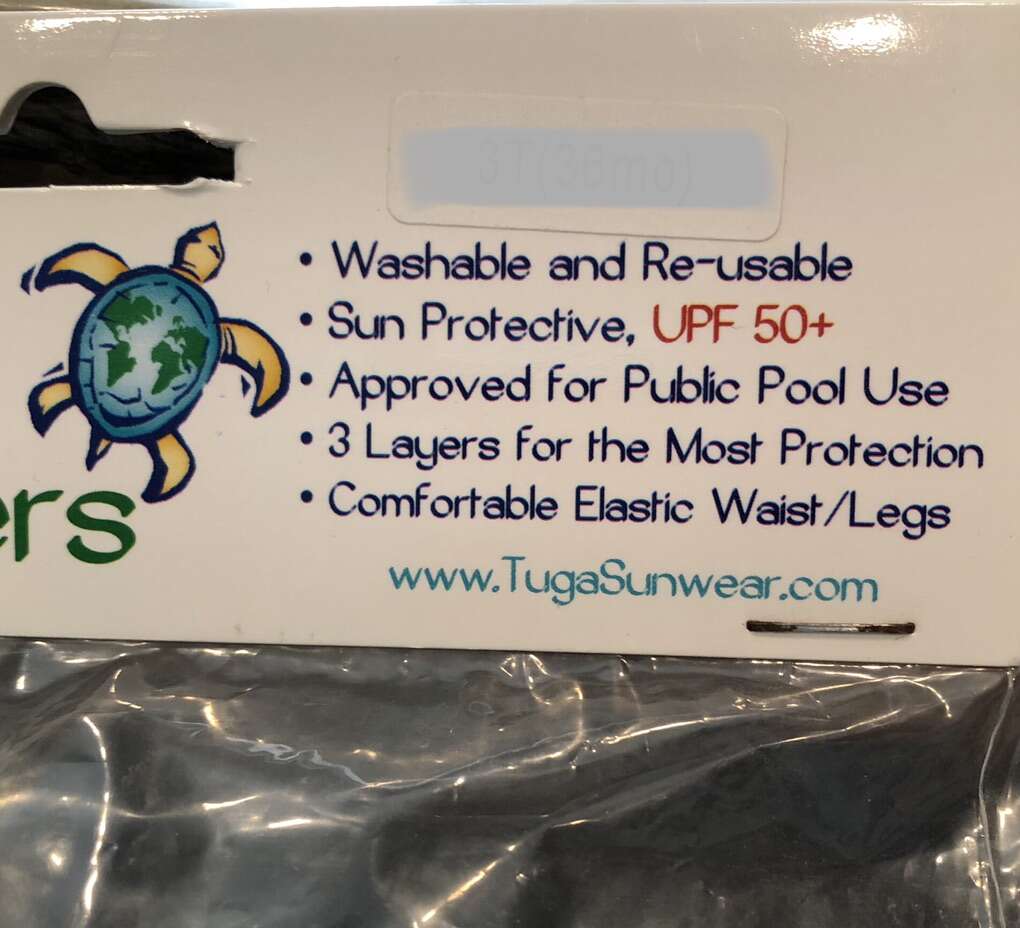 3T(36mo)
• Washable and Re-usable
• Sun Protective, UPF 50+
• Approved for Public Pool Use
• 3 Layers for the Most Protection
• Comfortable Elastic Waist/Legs
ers
www.TugaSunwear.com